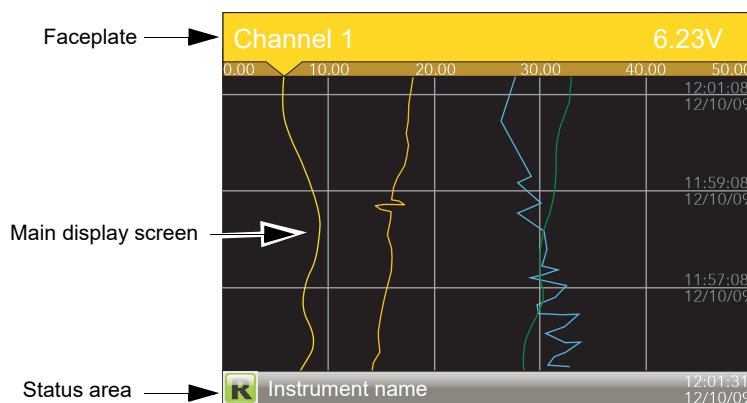 Faceplate
Channel 1 6.23V
0.00 10.00 20.00 30.00 40.00 50.00
12:01:08
12/10/09
11:59:08
12/10/09
Main display screen
11:57:08
12/10/09
Status area
R Instrument name
12:01:31
12/10/09